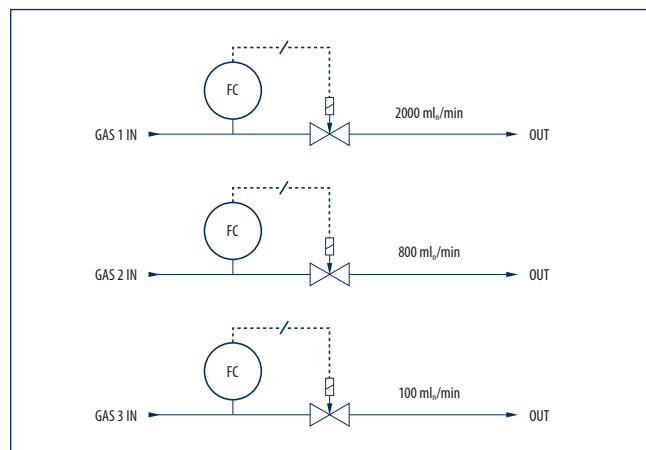 FC
2000 mlₙ/min
GAS 1 IN
OUT
FC
800 mlₙ/min
GAS 2 IN
OUT
FC
100 mlₙ/min
GAS 3 IN
OUT